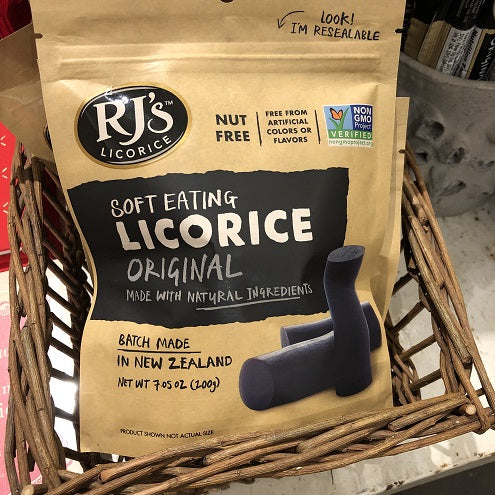 LOOK!
I'M RESEALABLE
RJ's™
LICORICE
NUT
FREE
FREE FROM
ARTIFICIAL
COLORS OR
FLAVORS
NON
GMO
Project
VERIFIED
nongmoproject.org
SOFT EATING
LICORICE
ORIGINAL
MADE WITH NATURAL INGREDIENTS
BATCH MADE
IN NEW ZEALAND
NET WT 7.05 OZ (200g)
PRODUCT SHOWN NOT ACTUAL SIZE